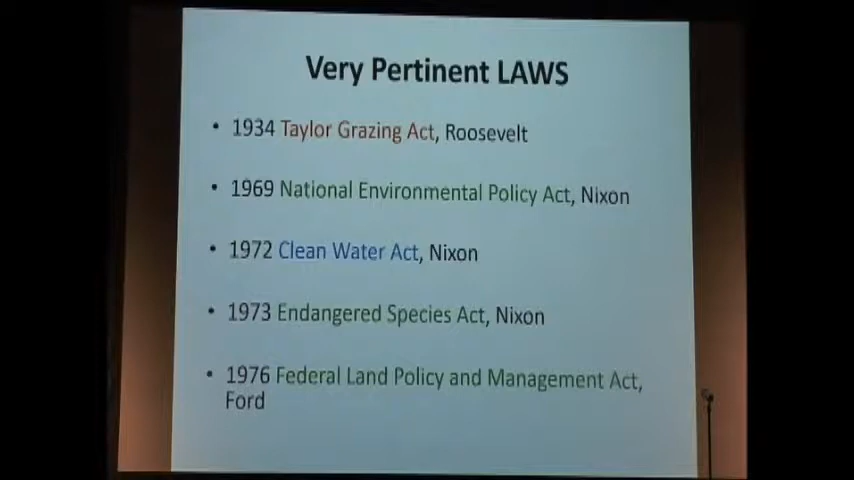 Very Pertinent LAWS
• 1934 Taylor Grazing Act, Roosevelt
• 1969 National Environmental Policy Act, Nixon
• 1972 Clean Water Act, Nixon
• 1973 Endangered Species Act, Nixon
• 1976 Federal Land Policy and Management Act,
Ford